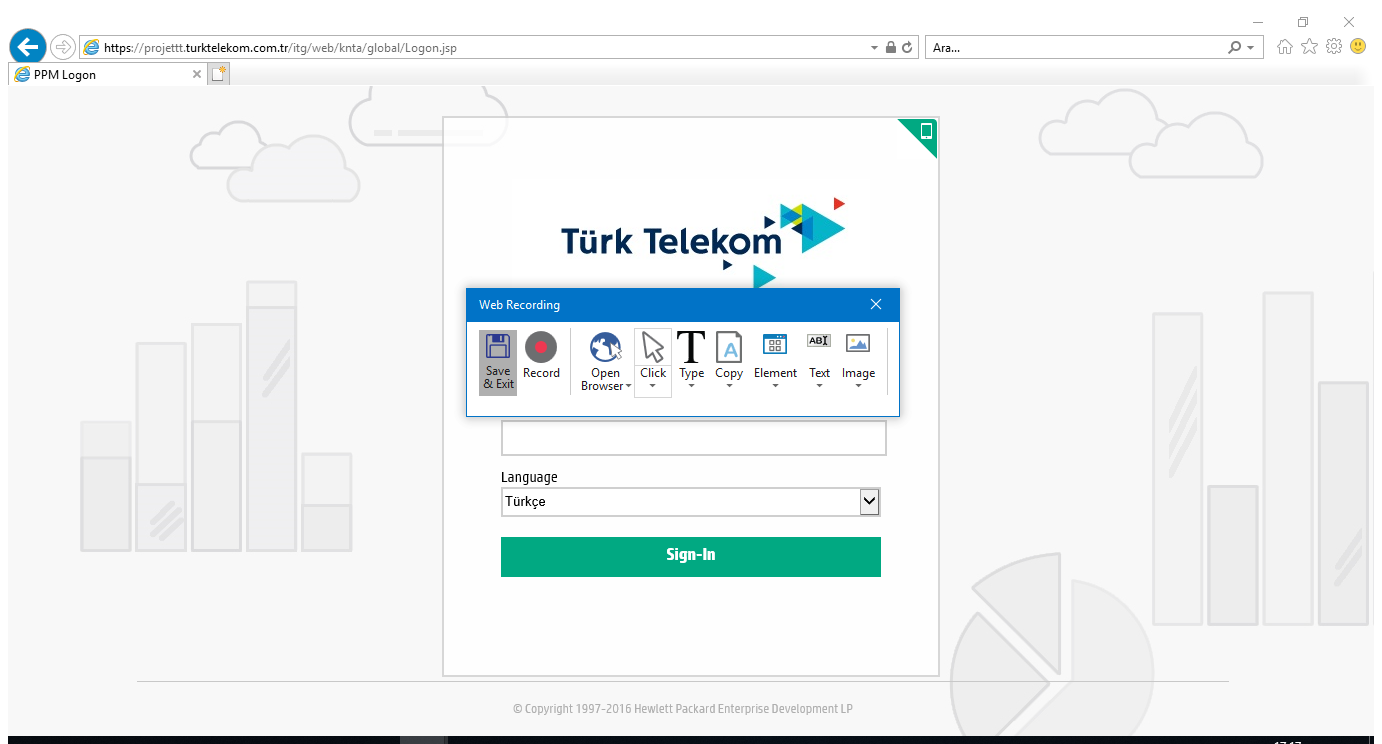 https://projettt.turktelekom.com.tr/itg/web/knta/global/Logon.jsp
Ara...
PPM Logon
Türk Telekom
Web Recording
Save
& Exit
Record
Open
Browser
Click
Type
Copy
Element
ABI
Text
Image
Language
Türkçe
Sign-In
© Copyright 1997-2016 Hewlett Packard Enterprise Development LP